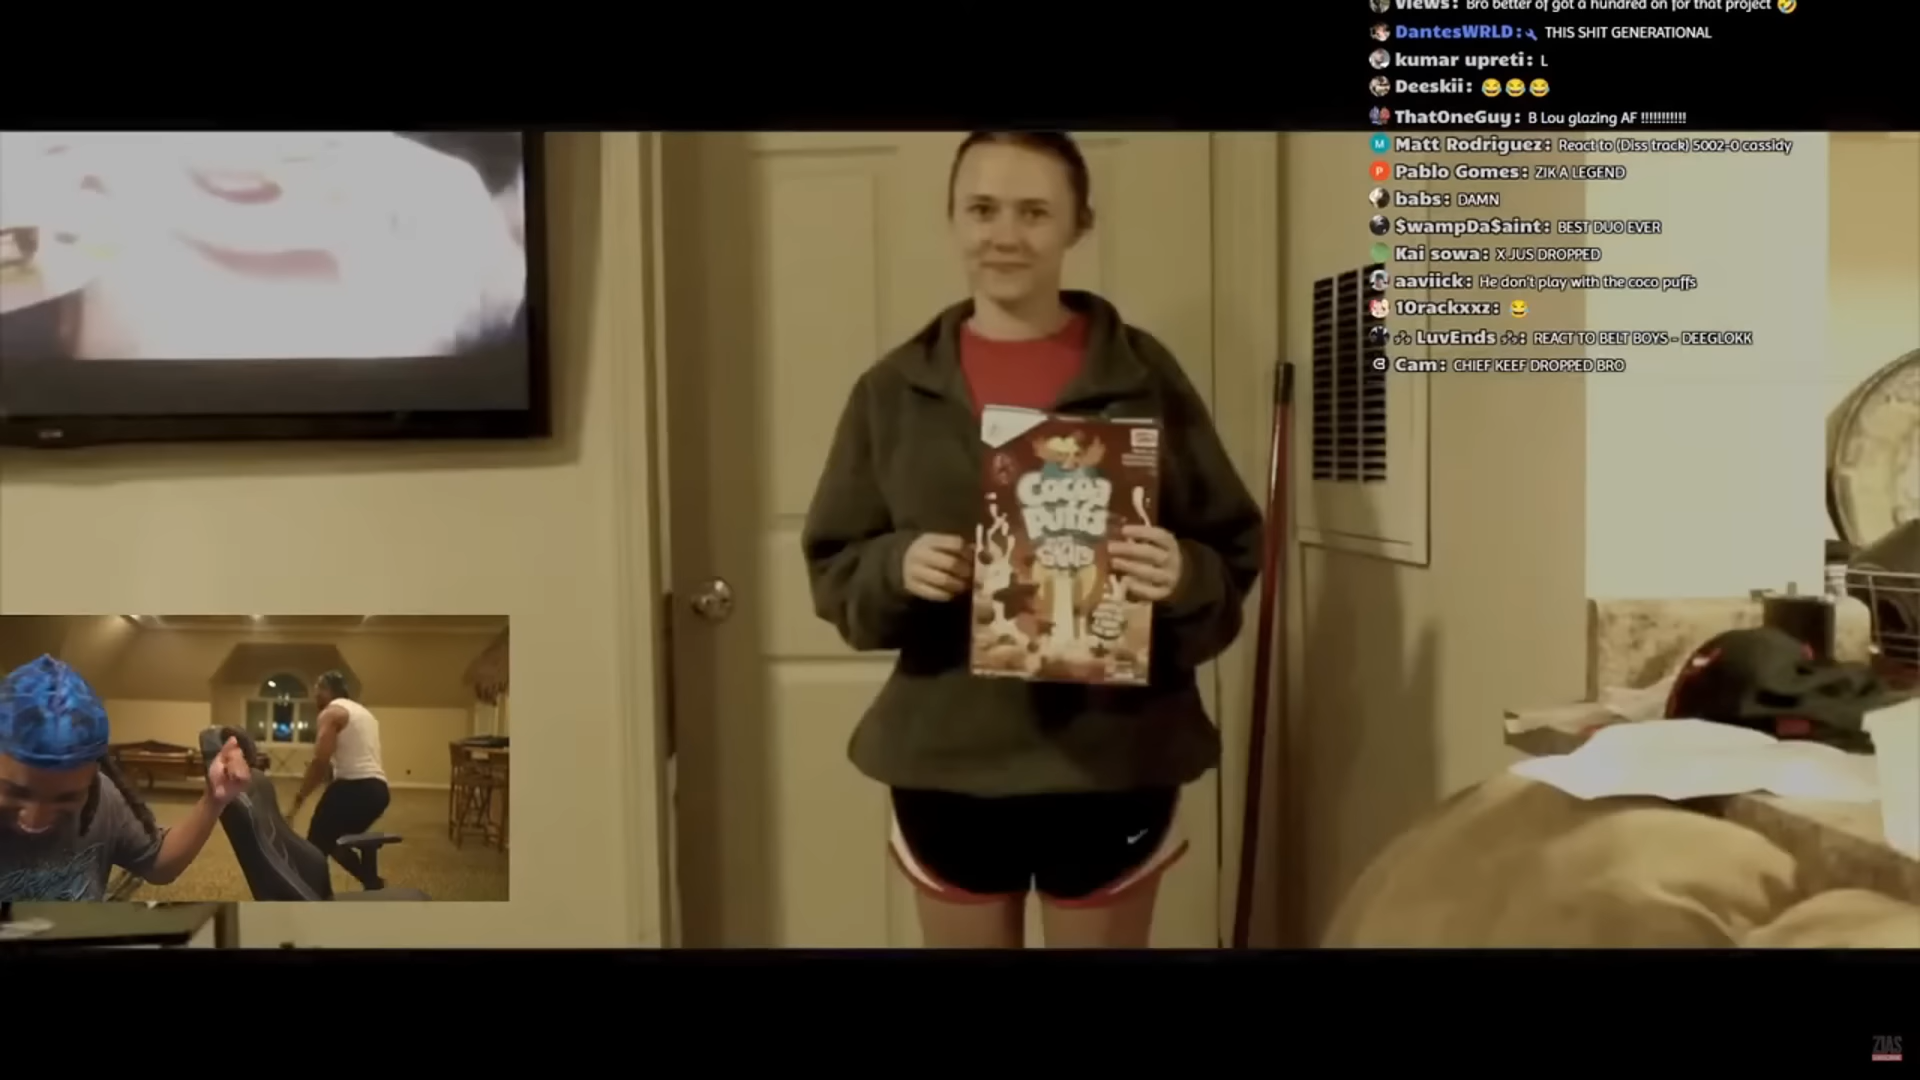 Views: Bro better of got a hundred on for that project 🤣
DantesWRLD: THIS SHIT GENERATIONAL
kumar upreti: L
Deeskii: 😂😂😂
ThatOneGuy: B Lou glazing AF !!!!!!!!!!!
M Matt Rodriguez: React to (Diss track) 5002-0 cassidy
P Pablo Gomes: ZIK A LEGEND
babs: DAMN
$wampDa$aint: BEST DUO EVER
Kai sowa: X JUS DROPPED
aaviick: He don't play with the coco puffs
10rackxxz: 😂
LuvEnds: REACT TO BELT BOYS - DEEGLOKK
Cam: CHIEF KEEF DROPPED BRO
Cocoa
Puffs
ZIAS